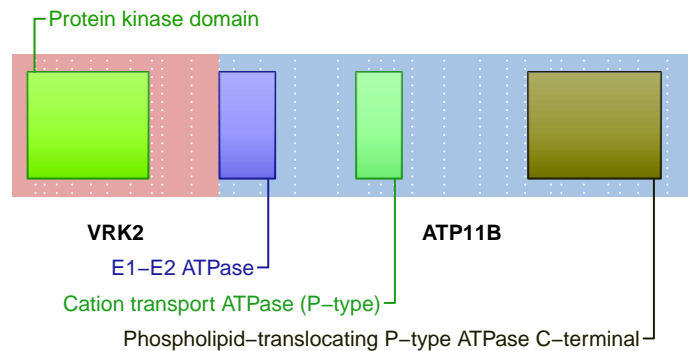 Protein kinase domain
VRK2
ATP11B
E1−E2 ATPase
Cation transport ATPase (P−type)
Phospholipid−translocating P−type ATPase C−terminal